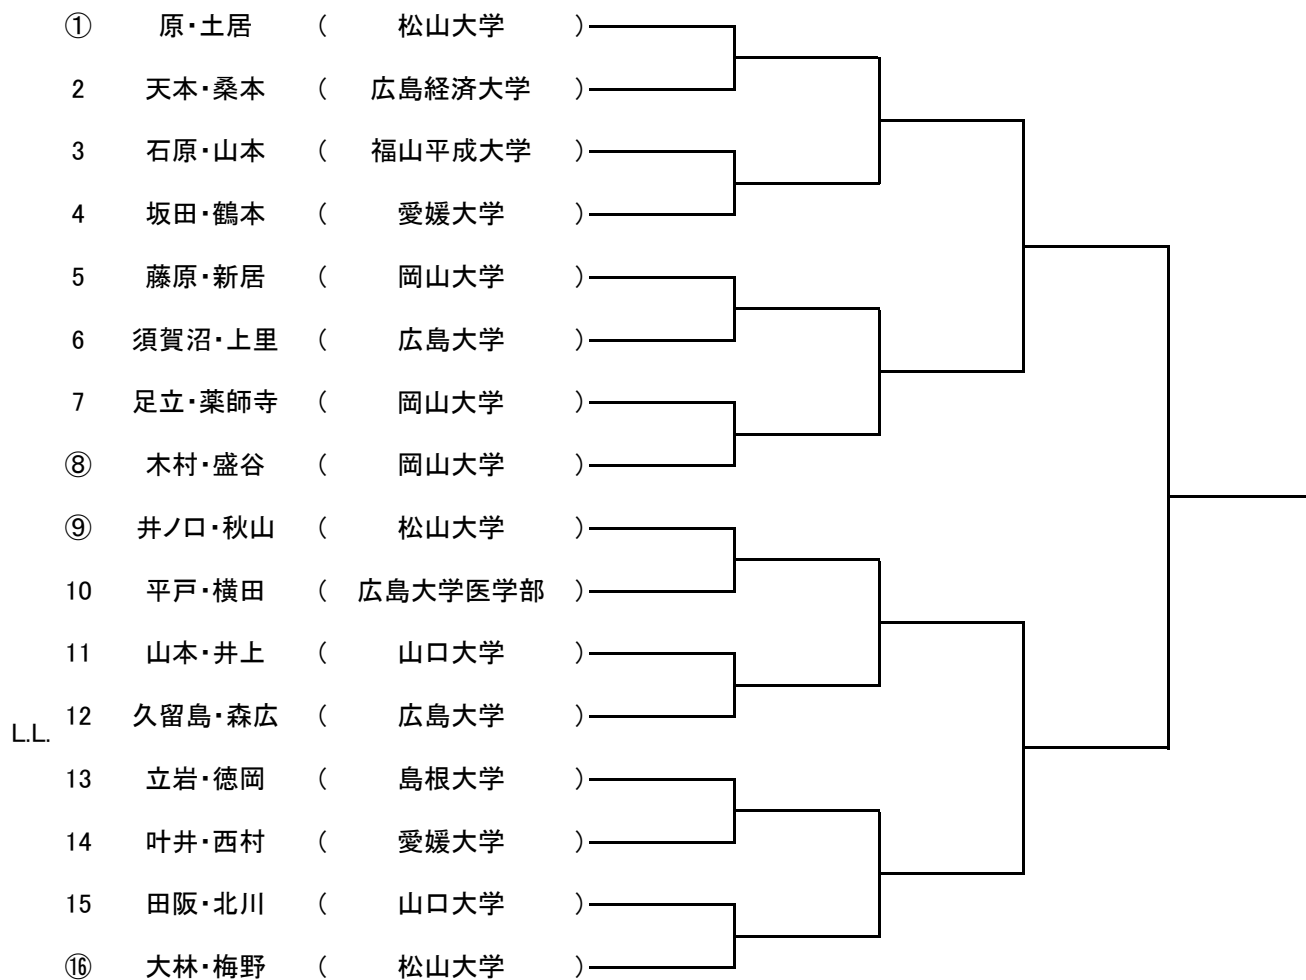 ① 原・土居 ( 松山大学 )
2 天本・桑本 ( 広島経済大学 )
3 石原・山本 ( 福山平成大学 )
4 坂田・鶴本 ( 愛媛大学 )
5 藤原・新居 ( 岡山大学 )
6 須賀沼・上里 ( 広島大学 )
7 足立・薬師寺 ( 岡山大学 )
⑧ 木村・盛谷 ( 岡山大学 )
⑨ 井ノ口・秋山 ( 松山大学 )
10 平戸・横田 ( 広島大学医学部 )
11 山本・井上 ( 山口大学 )
12 久留島・森広 ( 広島大学 )
L.L.
13 立岩・徳岡 ( 島根大学 )
14 叶井・西村 ( 愛媛大学 )
15 田阪・北川 ( 山口大学 )
⑯ 大林・梅野 ( 松山大学 )